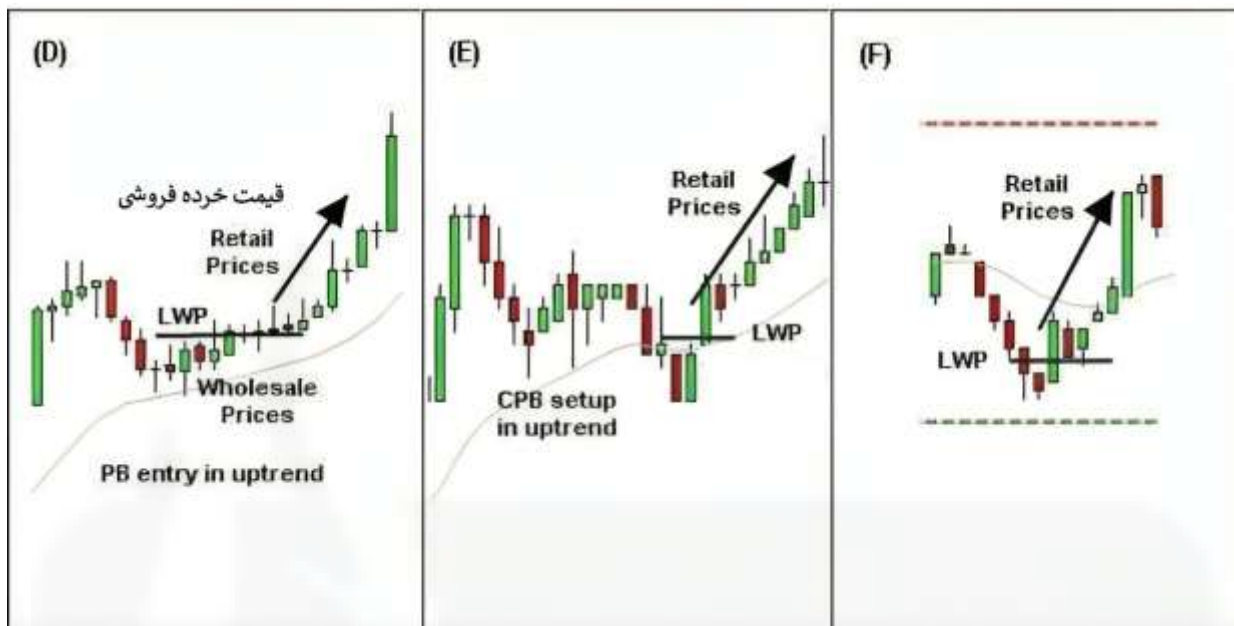 (D)
قیمت خرده فروشی
Retail
Prices
LWP
Wholesale
Prices
PB entry in uptrend
(E)
Retail
Prices
LWP
CPB setup
in uptrend
(F)
Retail
Prices
LWP